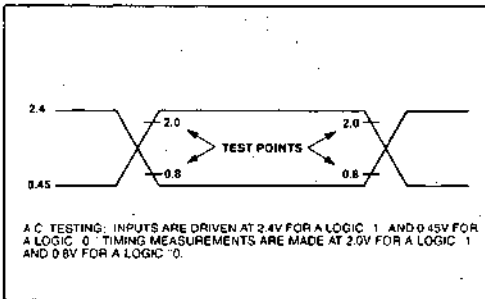 2.4
2.0
2.0
TEST POINTS
0.8
0.8
0.45
A.C. TESTING: INPUTS ARE DRIVEN AT 2.4V FOR A LOGIC "1" AND 0.45V FOR
A LOGIC "0." TIMING MEASUREMENTS ARE MADE AT 2.0V FOR A LOGIC "1"
AND 0.8V FOR A LOGIC "0."